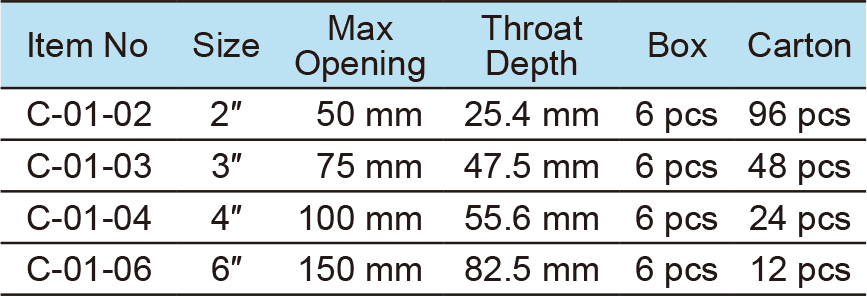 Item No Size Max Opening Throat Depth Box Carton
C-01-02 2″ 50 mm 25.4 mm 6 pcs 96 pcs
C-01-03 3″ 75 mm 47.5 mm 6 pcs 48 pcs
C-01-04 4″ 100 mm 55.6 mm 6 pcs 24 pcs
C-01-06 6″ 150 mm 82.5 mm 6 pcs 12 pcs